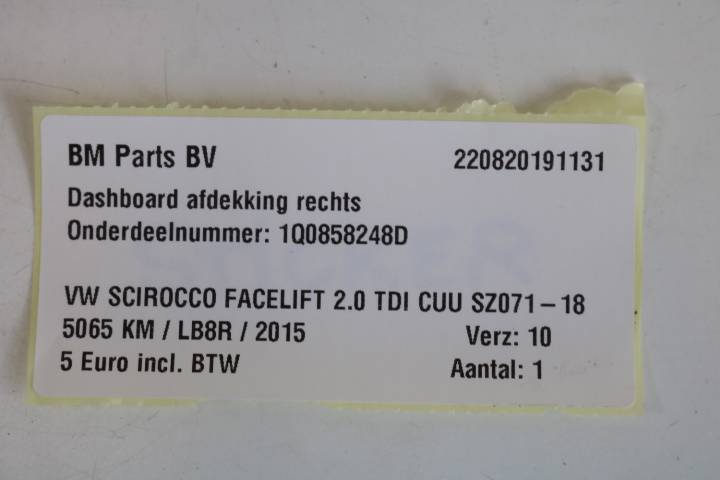 BM Parts BV 220820191131
Dashboard afdekking rechts
Onderdeelnummer: 1Q0858248D
VW SCIROCCO FACELIFT 2.0 TDI CUU SZ071-18
5065 KM / LB8R / 2015 Verz: 10
5 Euro incl. BTW Aantal: 1